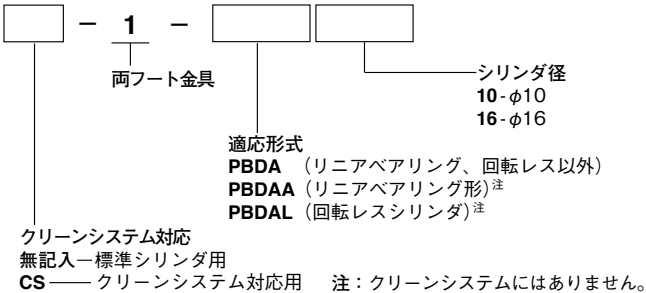 － 1 －
両フート金具
シリンダ径
10-φ10
16-φ16
適応形式
PBDA （リニアベアリング、回転レス以外）
PBDAA（リニアベアリング形）注
PBDAL（回転レスシリンダ）注
クリーンシステム対応
無記入－標準シリンダ用
CS ── クリーンシステム対応用　注：クリーンシステムにはありません。